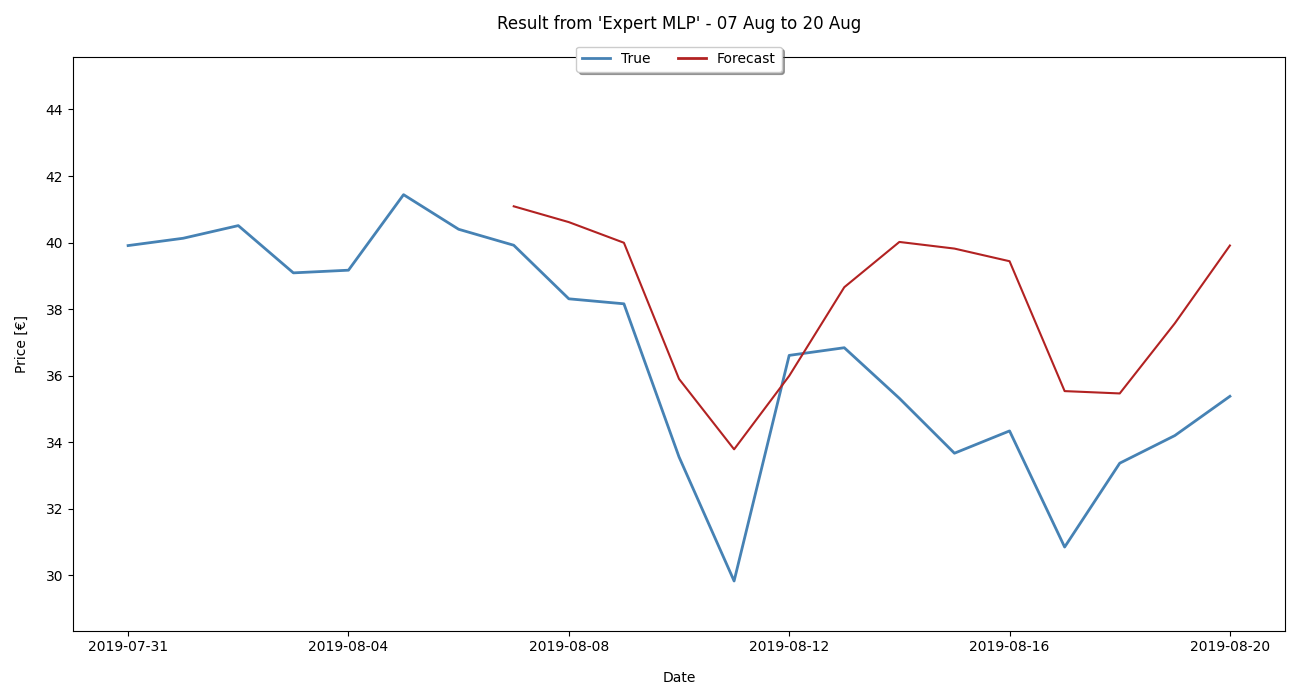 Result from 'Expert MLP' - 07 Aug to 20 Aug
True Forecast
44
42
40
38
36
34
32
30
Price [€]
2019-07-31 2019-08-04 2019-08-08 2019-08-12 2019-08-16 2019-08-20
Date